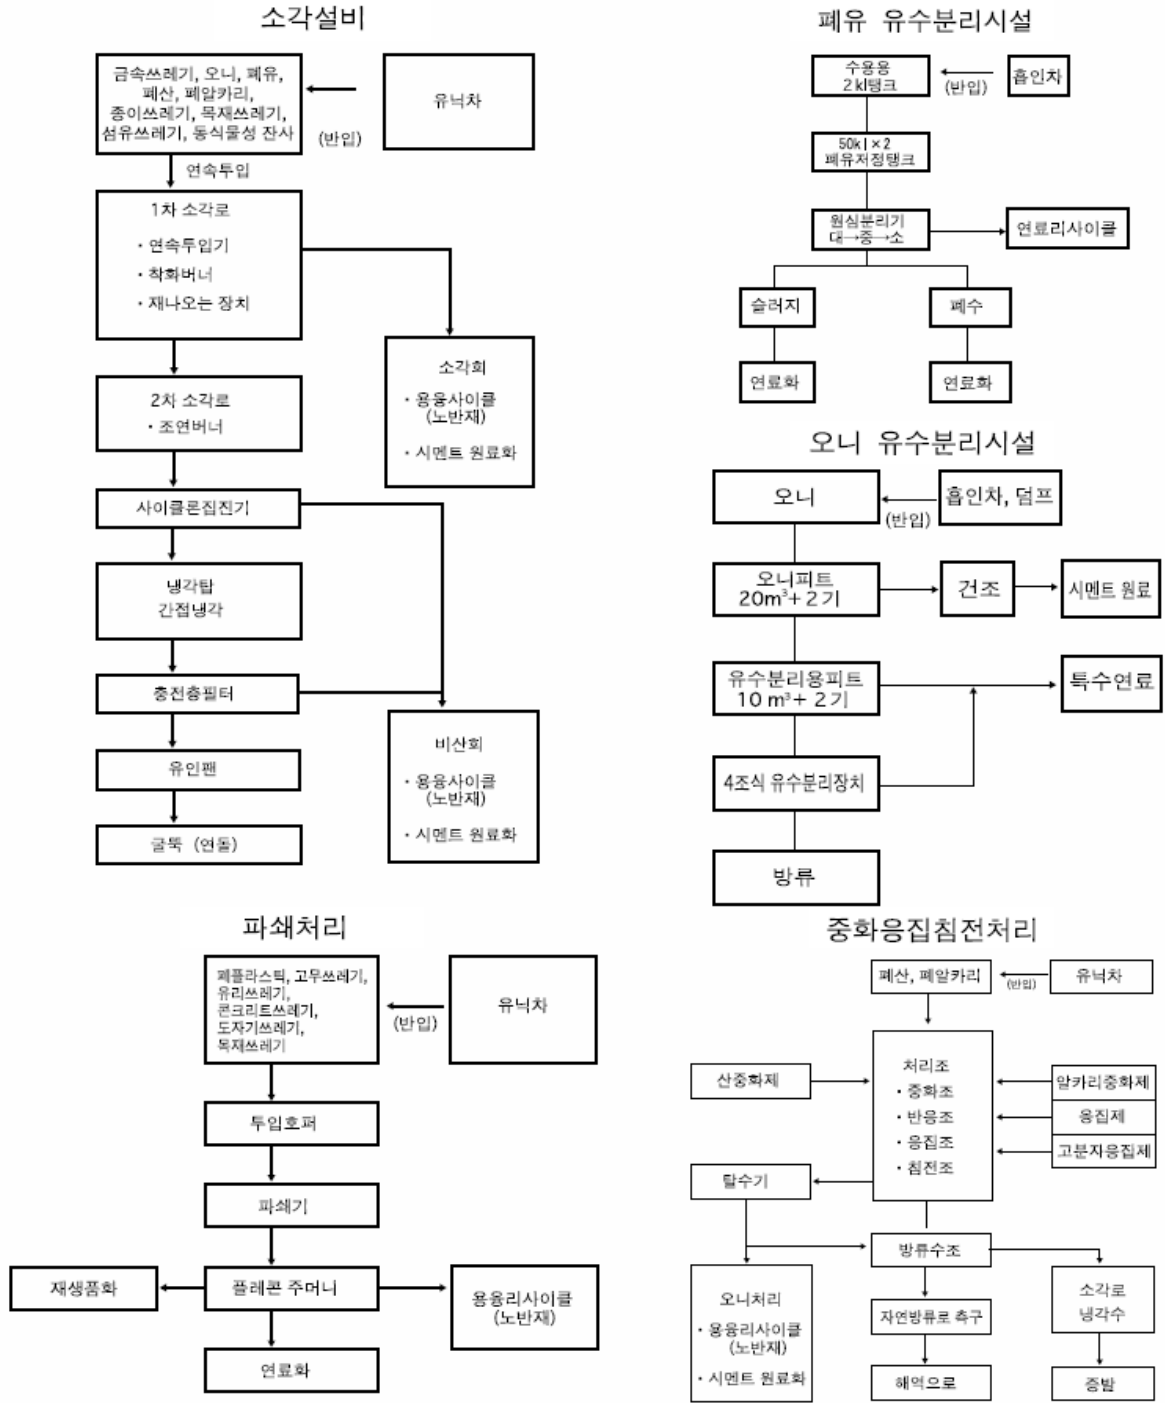 소각설비
금속쓰레기, 오니, 폐유,
폐산, 폐알카리,
종이쓰레기, 목재쓰레기,
섬유쓰레기, 동식물성 잔사
(반입)
유닉차
연속투입
1차 소각로
· 연속투입기
· 착화버너
· 재나오는 장치
소각회
· 용융사이클
(노반재)
· 시멘트 원료화
2차 소각로
· 조연버너
사이클론집진기
냉각탑
간접냉각
충전층필터
유인팬
굴뚝 (연돌)
비산회
· 용융사이클
(노반재)
· 시멘트 원료화
폐유 유수분리시설
수용용
2kl탱크
(반입)
흡인차
50kl×2
폐유저정탱크
원심분리기
대→중→소
연료리사이클
슬러지
폐수
연료화
연료화
오니 유수분리시설
오니
(반입)
흡인차, 덤프
오니피트
20m³+2기
건조
시멘트 원료
유수분리용피트
10 m³+ 2기
특수연료
4조식 유수분리장치
방류
파쇄처리
폐플라스틱, 고무쓰레기,
유리쓰레기,
콘크리트쓰레기,
도자기쓰레기,
목재쓰레기
(반입)
유닉차
투입호퍼
파쇄기
재생품화
플레콘 주머니
용융리사이클
(노반재)
연료화
중화응집침전처리
폐산, 폐알카리
(반입)
유닉차
산중화제
처리조
· 중화조
· 반응조
· 응집조
· 침전조
알카리중화제
응집제
고분자응집제
탈수기
방류수조
오니처리
· 용융리사이클
(노반재)
· 시멘트 원료화
자연방류로 측구
해역으로
소각로
냉각수
증발